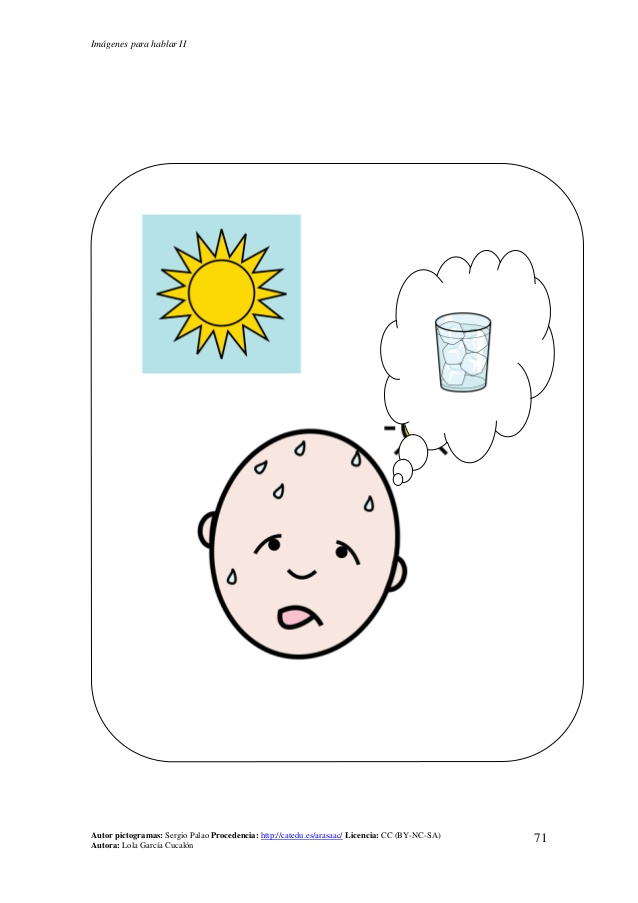 Imágenes para hablar II
Autor pictogramas: Sergio Palao Procedencia: http://catedu.es/arasaac/ Licencia: CC (BY-NC-SA)
Autora: Lola García Cucalón
71